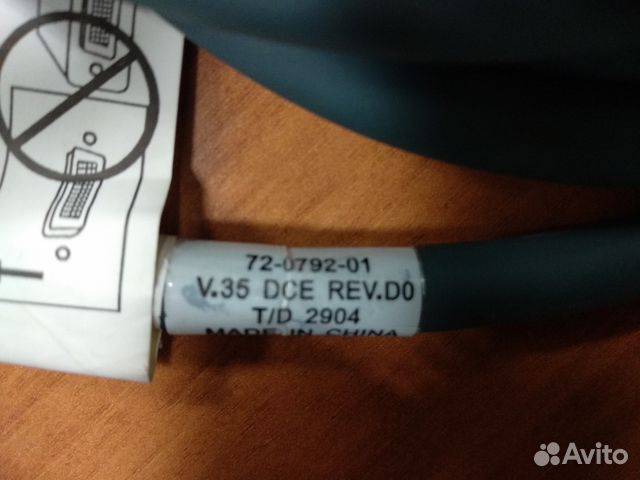 72-0792-01
V.35 DCE REV.D0
T/D 2904
MADE IN CHINA
T
Avito